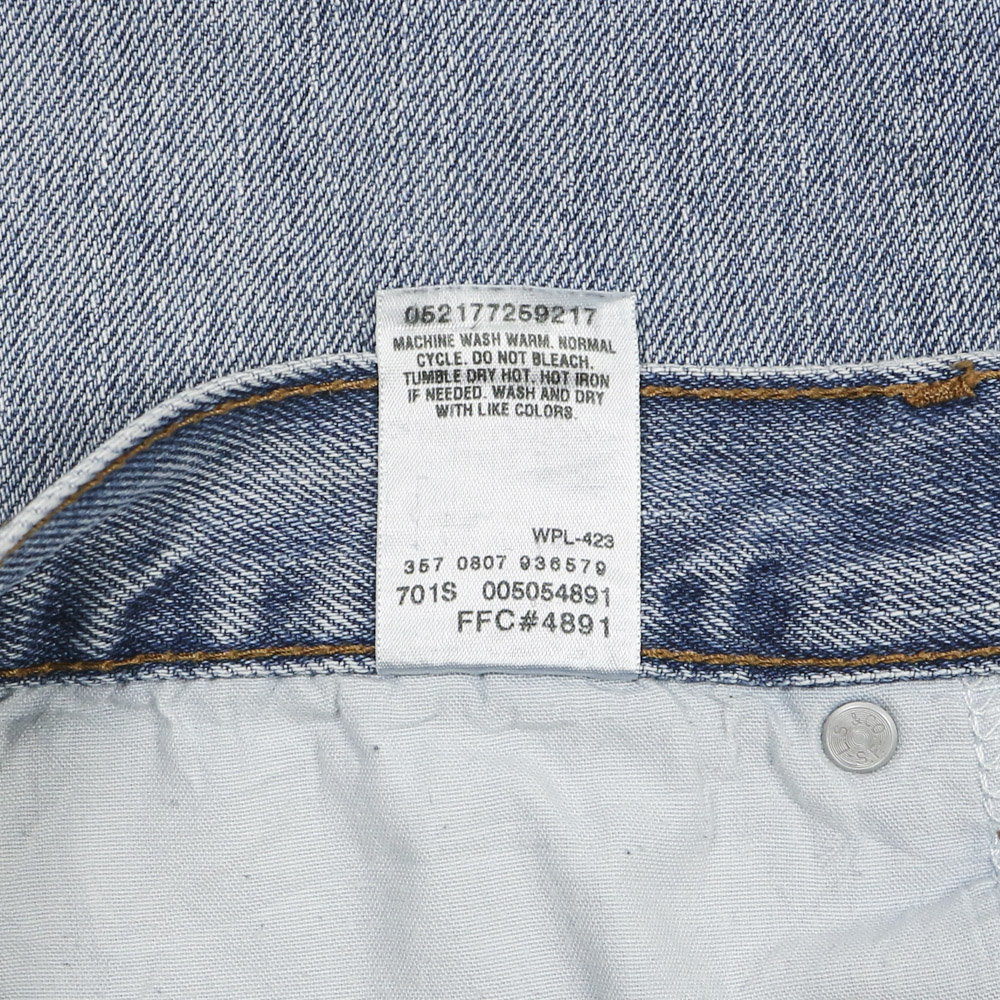 052177259217
MACHINE WASH WARM. NORMAL
CYCLE. DO NOT BLEACH.
TUMBLE DRY HOT. HOT IRON
IF NEEDED. WASH AND DRY
WITH LIKE COLORS.
WPL-423
357 0807 936579
701S 005054891
FFC#4891
& CO